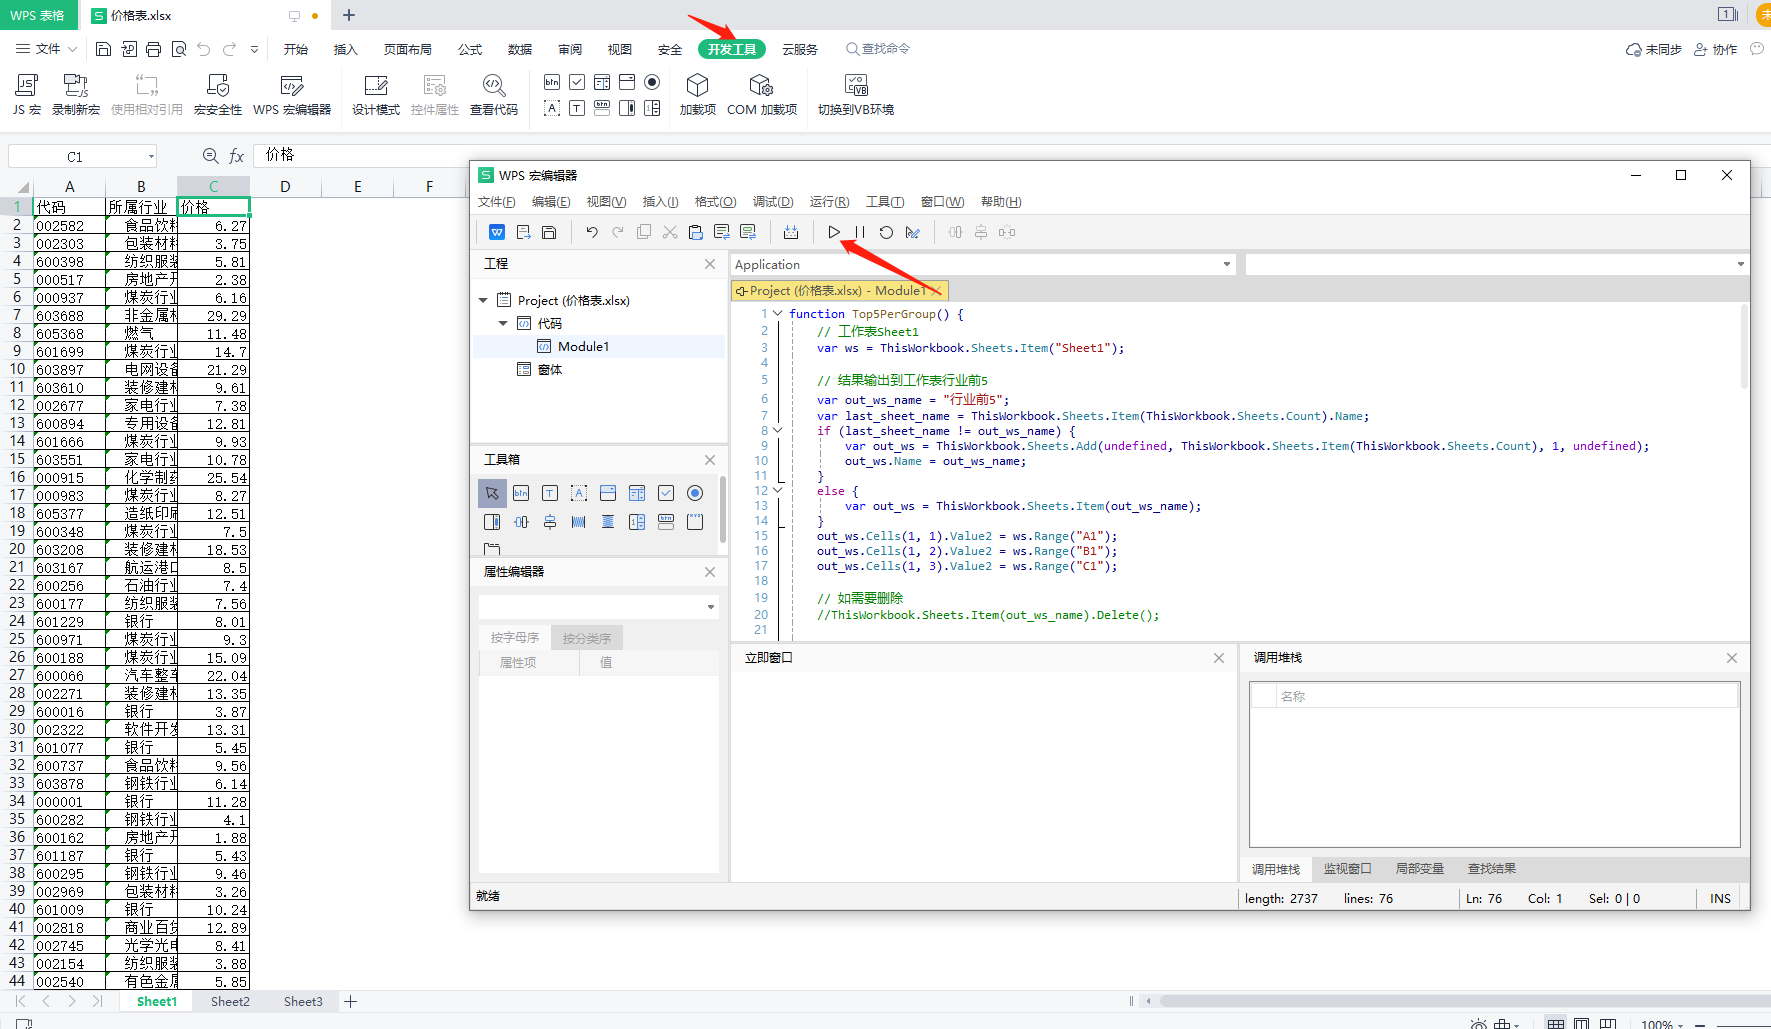 WPS 表格
价格表.xlsx
文件
开始
插入
页面布局
公式
数据
审阅
视图
安全
开发工具
云服务
查找命令
未同步
协作
JS 宏
录制新宏
使用相对引用
宏安全性
WPS 宏编辑器
设计模式
控件属性
查看代码
加载项
COM 加载项
切换到VB环境
C1
fx
价格
A B C D E F
1 代码 所属行业 价格
2 002582 食品饮料 6.27
3 002303 包装材料 3.75
4 600398 纺织服装 5.81
5 000517 房地产开 2.38
6 000937 煤炭行业 6.16
7 603688 非金属材 29.29
8 605368 燃气 11.48
9 601699 煤炭行业 14.7
10 603897 电网设备 21.29
11 603610 装修建材 9.61
12 002677 家电行业 7.38
13 600894 专用设备 12.81
14 601666 煤炭行业 9.93
15 603551 家电行业 10.78
16 000915 化学制药 25.54
17 000983 煤炭行业 8.27
18 605377 造纸印刷 12.51
19 600348 煤炭行业 7.5
20 603208 装修建材 18.53
21 603167 航运港口 8.5
22 600256 石油行业 7.4
23 600177 纺织服装 7.56
24 601229 银行 8.01
25 600971 煤炭行业 9.3
26 600188 煤炭行业 15.09
27 600066 汽车整车 22.04
28 002271 装修建材 13.35
29 600016 银行 3.87
30 002322 软件开发 13.31
31 601077 银行 5.45
32 600737 食品饮料 9.56
33 603878 钢铁行业 6.14
34 000001 银行 11.28
35 600282 钢铁行业 4.1
36 600162 房地产开 1.88
37 601187 银行 5.43
38 600295 钢铁行业 9.46
39 002969 包装材料 3.26
40 601009 银行 10.24
41 002818 商业百货 12.89
42 002745 光学光电 8.41
43 002154 纺织服装 3.88
44 002540 有色金属 5.85
Sheet1 Sheet2 Sheet3
100%
WPS 宏编辑器
文件(F) 编辑(E) 视图(V) 插入(I) 格式(O) 调试(D) 运行(R) 工具(T) 窗口(W) 帮助(H)
工程
Project (价格表.xlsx)
代码
Module1
窗体
工具箱
属性编辑器
按字母序 按分类序
属性项 值
Application
Project (价格表.xlsx) - Module1
1 function Top5PerGroup() {
2 // 工作表Sheet1
3 var ws = ThisWorkbook.Sheets.Item("Sheet1");
4
5 // 结果输出到工作表行业前5
6 var out_ws_name = "行业前5";
7 var last_sheet_name = ThisWorkbook.Sheets.Item(ThisWorkbook.Sheets.Count).Name;
8 if (last_sheet_name != out_ws_name) {
9 var out_ws = ThisWorkbook.Sheets.Add(undefined, ThisWorkbook.Sheets.Item(ThisWorkbook.Sheets.Count), 1, undefined);
10 out_ws.Name = out_ws_name;
11 }
12 else {
13 var out_ws = ThisWorkbook.Sheets.Item(out_ws_name);
14 }
15 out_ws.Cells(1, 1).Value2 = ws.Range("A1");
16 out_ws.Cells(1, 2).Value2 = ws.Range("B1");
17 out_ws.Cells(1, 3).Value2 = ws.Range("C1");
18
19 // 如需要删除
20 //ThisWorkbook.Sheets.Item(out_ws_name).Delete();
21
立即窗口
调用堆栈
名称
调用堆栈 监视窗口 局部变量 查找结果
就绪
length: 2737 lines: 76 Ln: 76 Col: 1 Sel: 0 | 0 INS